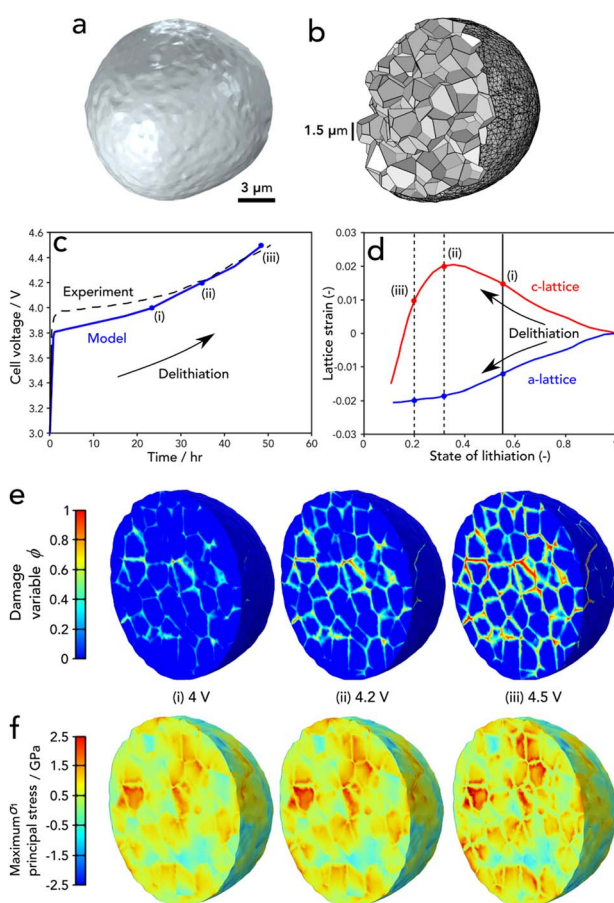 a
3 µm
b
1.5 µm
c
Cell voltage / V
4.6
4.4
4.2
4.0
3.8
3.6
3.4
3.2
3.0
Experiment
Model
(i)
(ii)
(iii)
Delithiation
0 10 20 30 40 50 60
Time / hr
d
Lattice strain (-)
0.03
0.02
0.01
0
-0.01
-0.02
-0.03
(iii)
(ii)
(i)
c-lattice
Delithiation
a-lattice
0 0.2 0.4 0.6 0.8
State of lithiation (-)
e
Damage
variable ϕ
1
0.8
0.6
0.4
0.2
0
(i) 4 V
(ii) 4.2 V
(iii) 4.5 V
f
Maximum
principal stress / GPa
2.5
1.5
0.5
-0.5
-1.5
-2.5